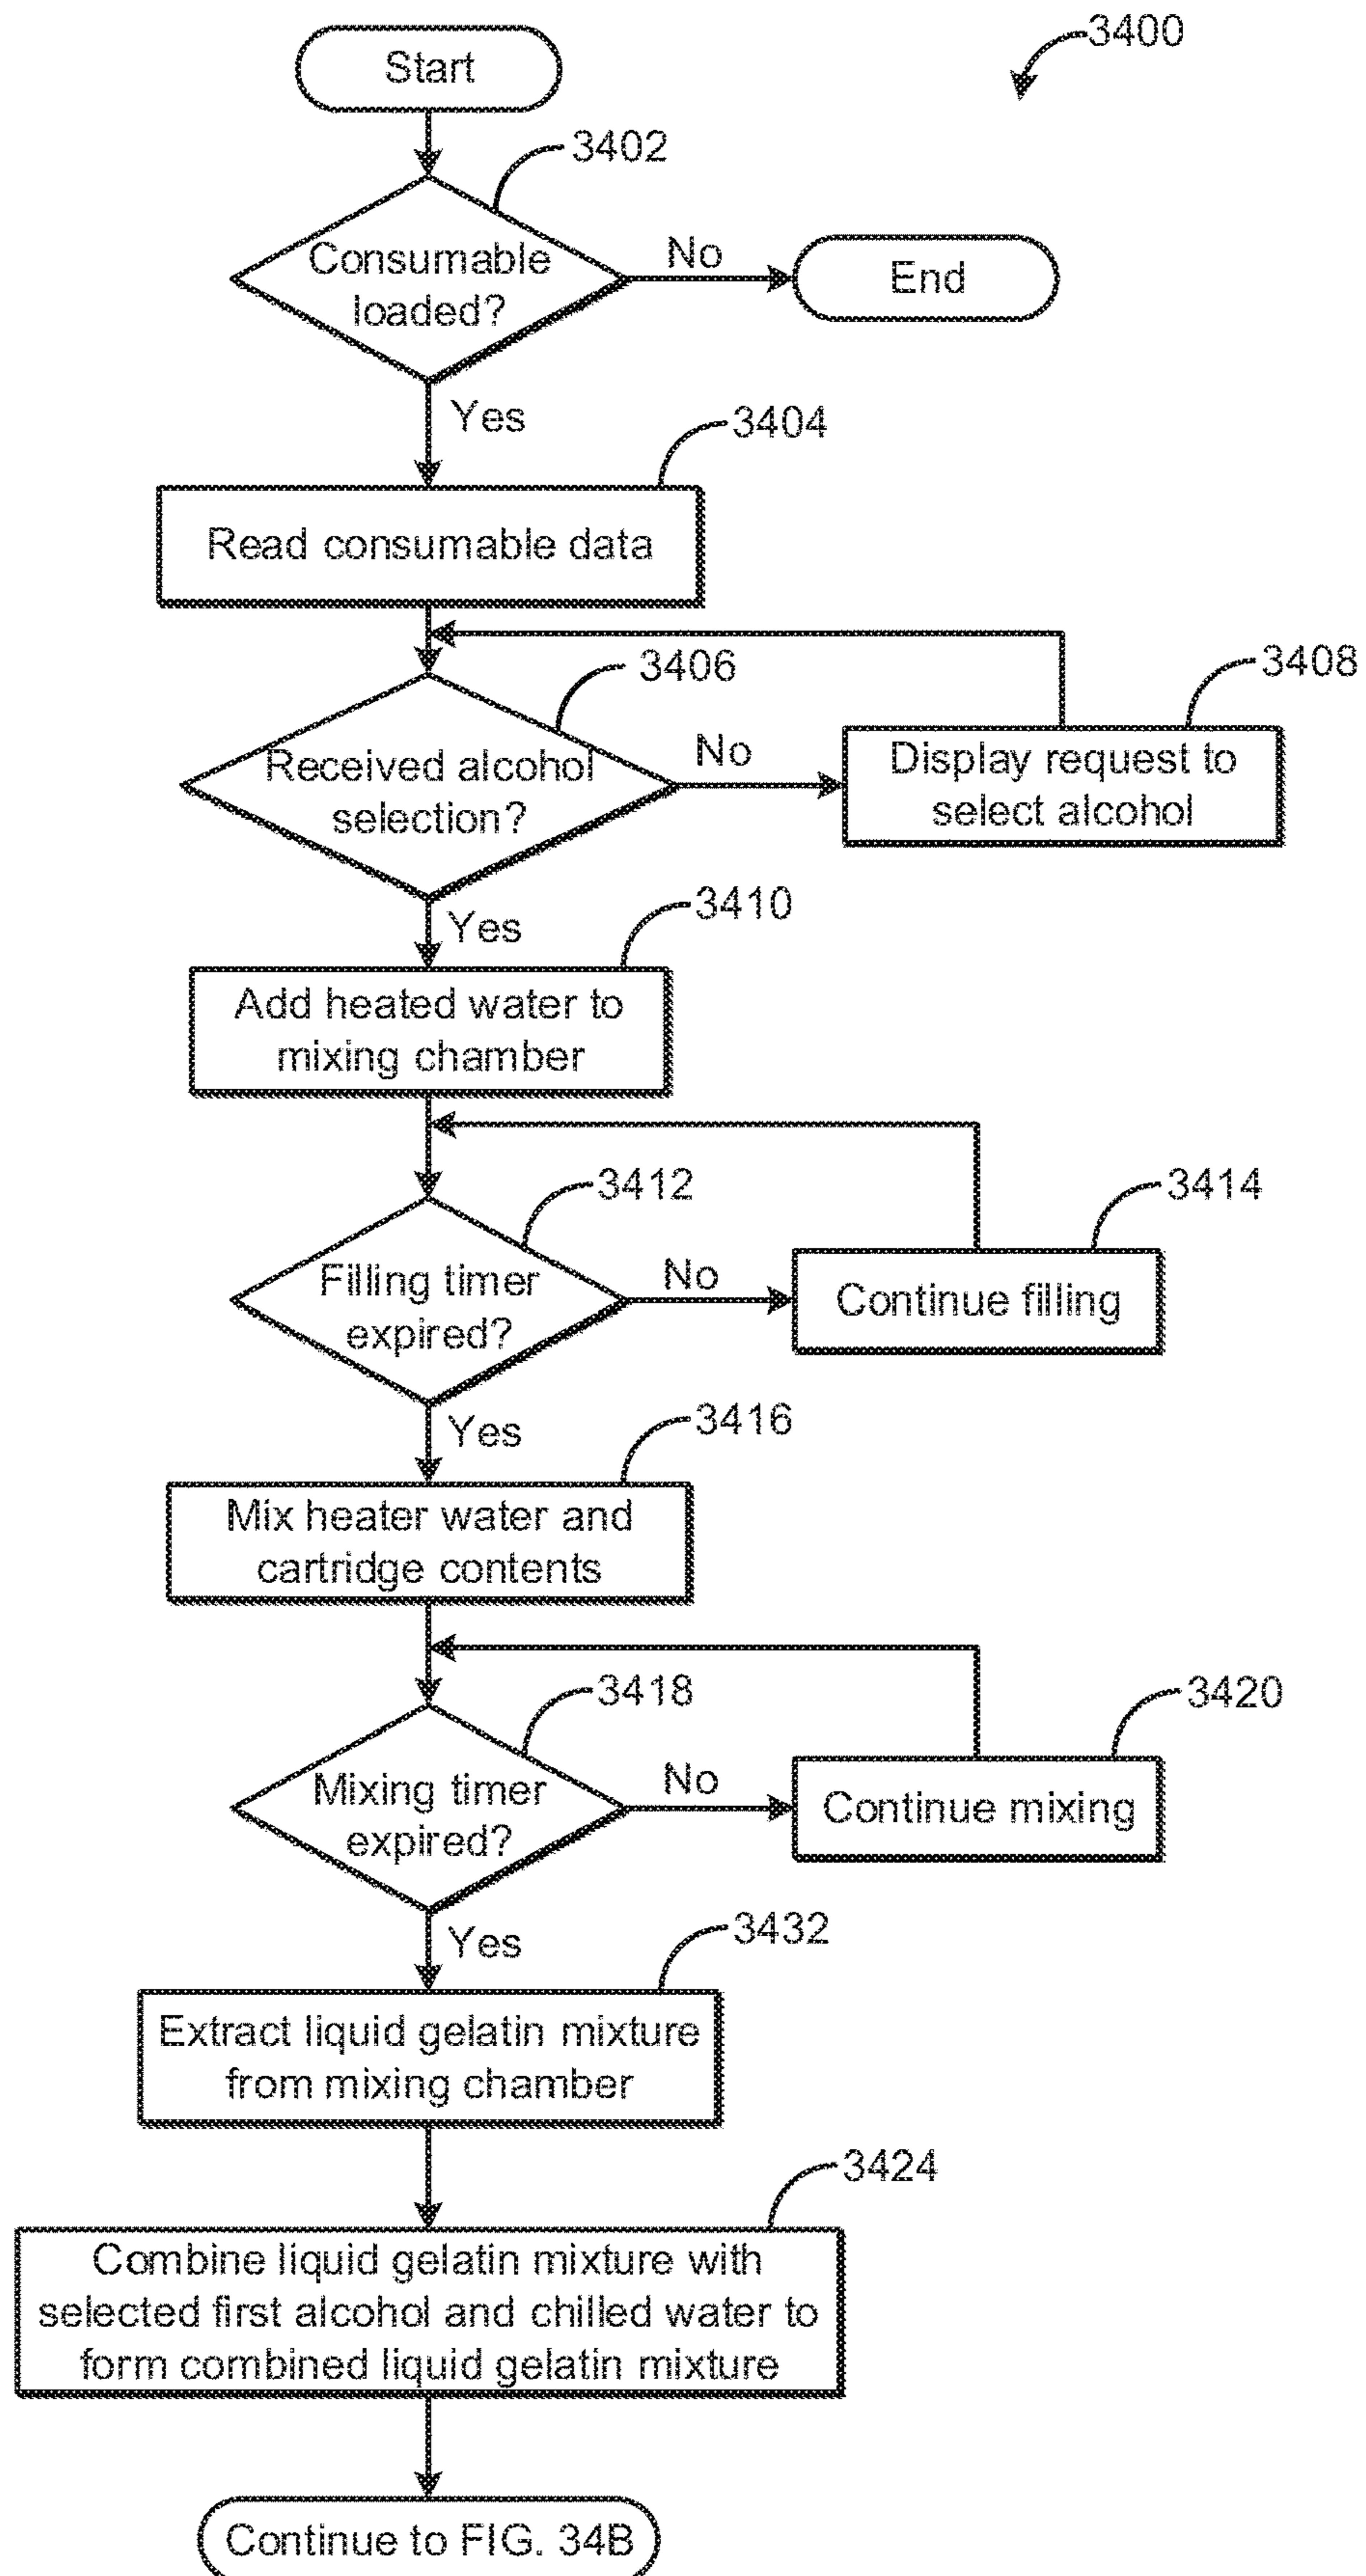 3400
Start
3402
Consumable
loaded?
No
End
Yes
3404
Read consumable data
3406
3408
Received alcohol
selection?
No
Display request to
select alcohol
Yes
3410
Add heated water to
mixing chamber
3412
3414
Filling timer
expired?
No
Continue filling
Yes
3416
Mix heater water and
cartridge contents
3418
3420
Mixing timer
expired?
No
Continue mixing
Yes
3432
Extract liquid gelatin mixture
from mixing chamber
3424
Combine liquid gelatin mixture with
selected first alcohol and chilled water to
form combined liquid gelatin mixture
Continue to FIG. 34B